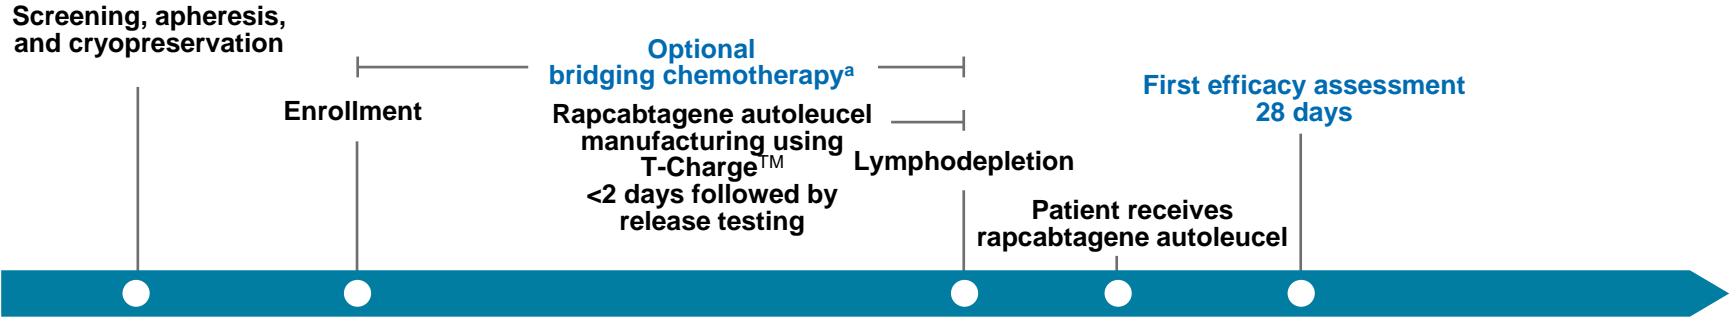 Screening, apheresis,
and cryopreservation
Enrollment
Optional
bridging chemotherapyᵃ
Rapcabtagene autoleucel
manufacturing using
T-Charge™
<2 days followed by
release testing
Lymphodepletion
Patient receives
rapcabtagene autoleucel
First efficacy assessment
28 days